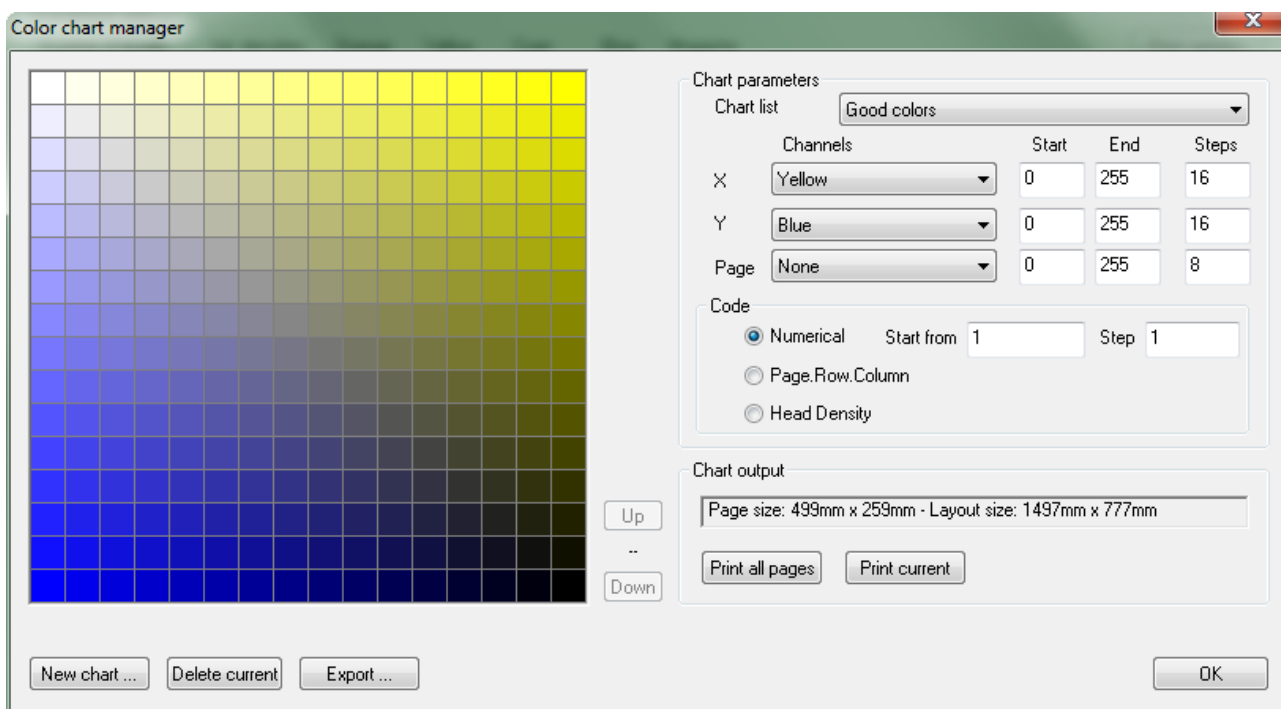 Color chart manager
Chart parameters
Chart list Good colors
Channels Start End Steps
X Yellow 0 255 16
Y Blue 0 255 16
Page None 0 255 8
Code
Numerical Start from 1 Step 1
Page.Row.Column
Head Density
Chart output
Page size: 499mm x 259mm - Layout size: 1497mm x 777mm
Up
--
Print all pages Print current
Down
New chart ... Delete current Export ... OK